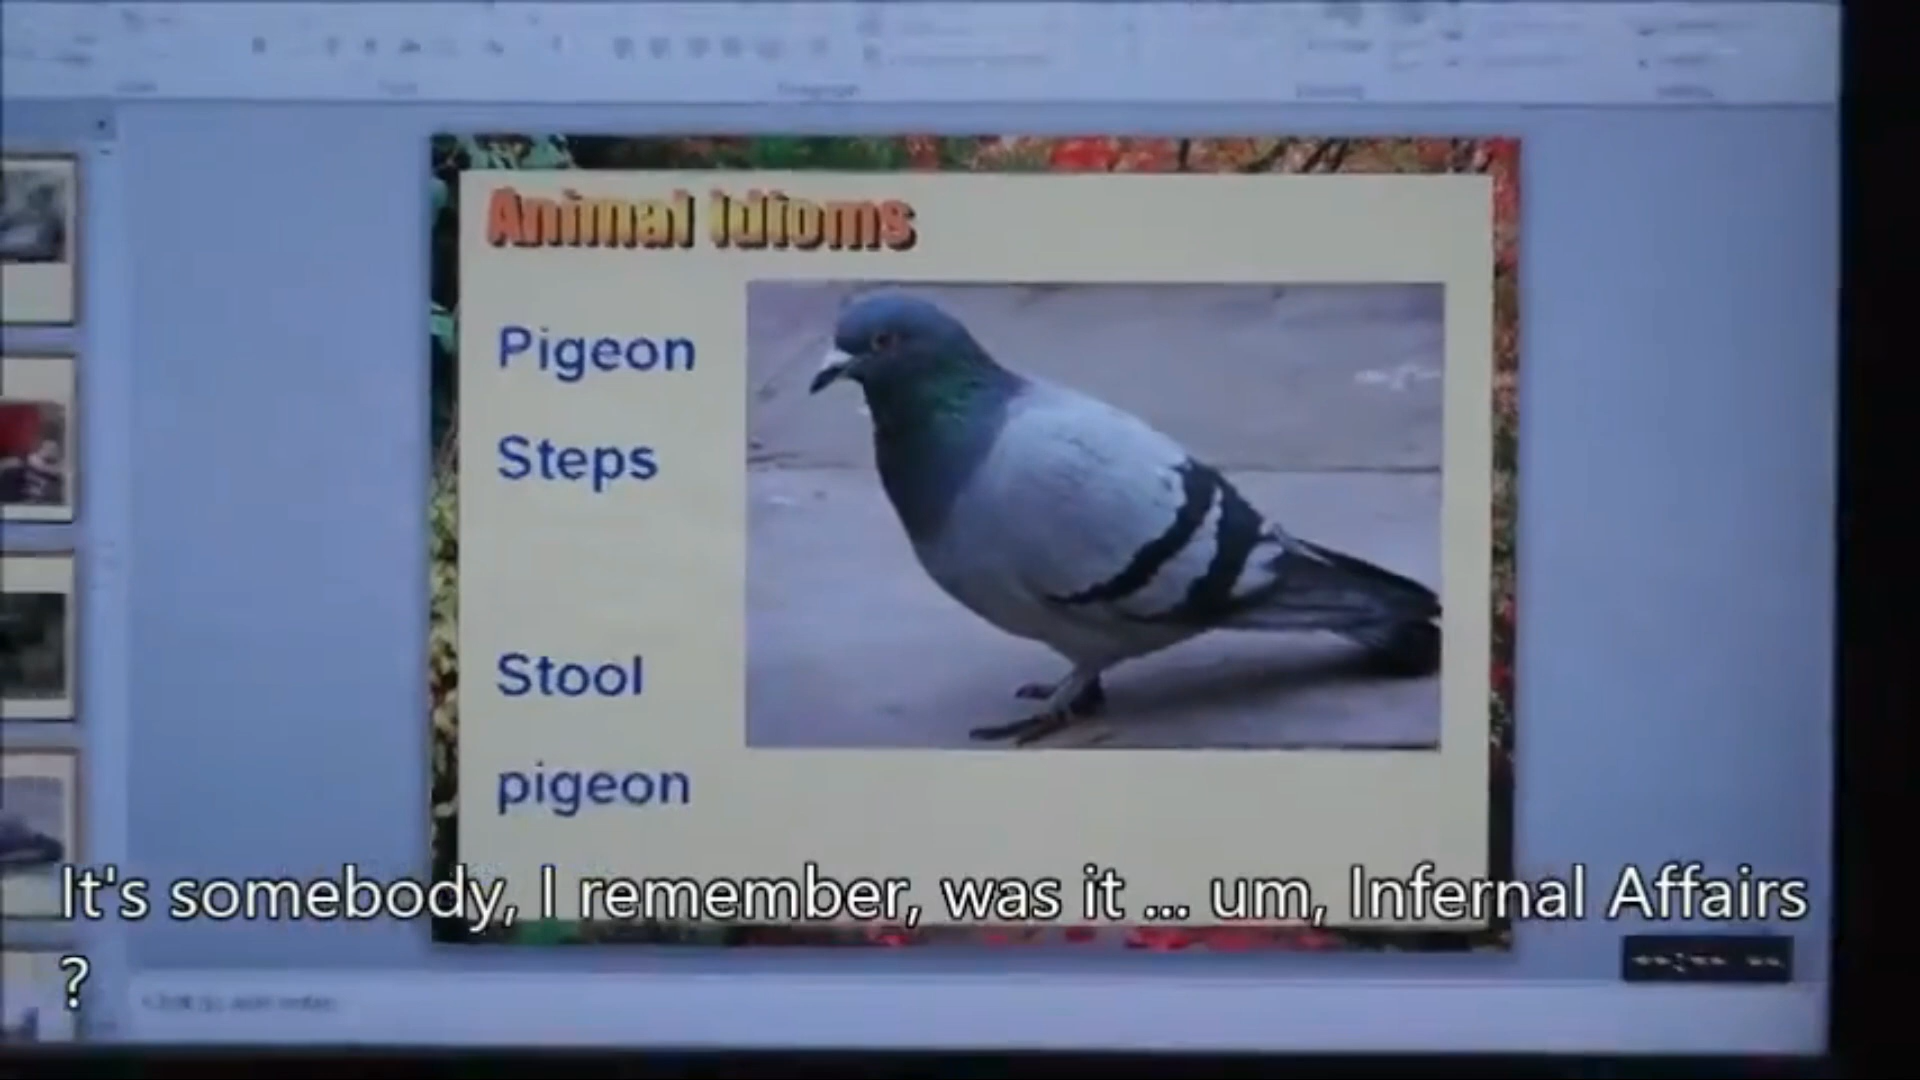 Animal Idioms
Pigeon
Steps
Stool
pigeon
It's somebody, I remember, was it ... um, Infernal Affairs
?